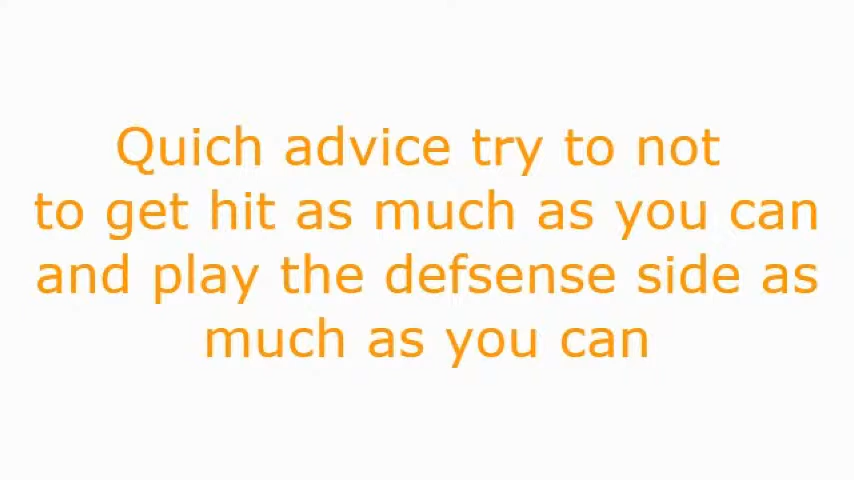 Quich advice try to not
to get hit as much as you can
and play the defsense side as
much as you can